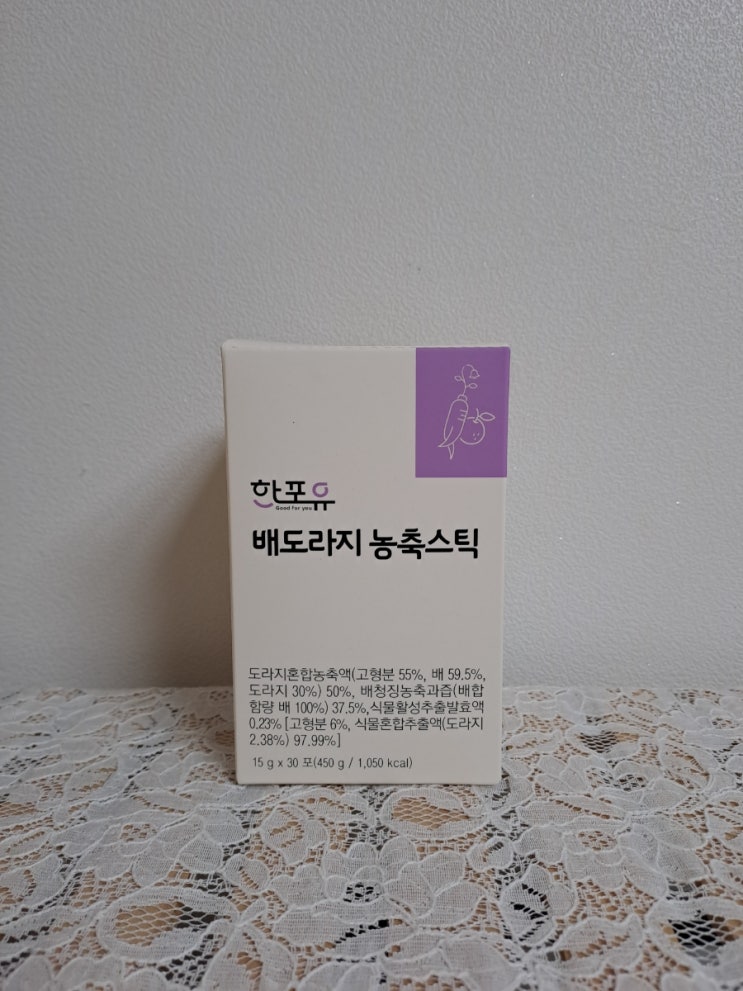 한포유
Good For you
배도라지 농축스틱
도라지혼합농축액(고형분 55%, 배 59.5%,
도라지 30%) 50%, 배청징농축과즙(배합
함량 배 100%) 37.5%,식물활성추출발효액
0.23% [고형분 6%, 식물혼합추출액(도라지
2.38%) 97.99%]
15 g x 30 포(450 g / 1,050 kcal)